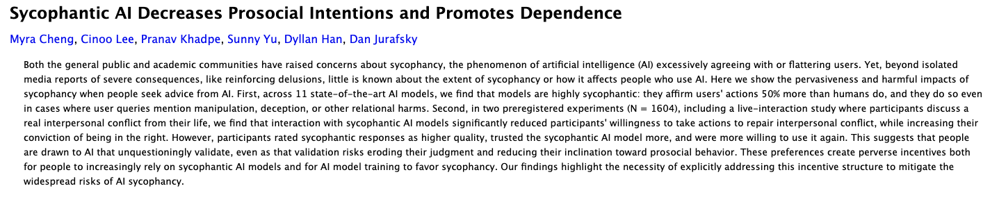 Sycophantic AI Decreases Prosocial Intentions and Promotes Dependence
Myra Cheng, Cinoo Lee, Pranav Khadpe, Sunny Yu, Dyllan Han, Dan Jurafsky
Both the general public and academic communities have raised concerns about sycophancy, the phenomenon of artificial intelligence (AI) excessively agreeing with or flattering users. Yet, beyond isolated
media reports of severe consequences, like reinforcing delusions, little is known about the extent of sycophancy or how it affects people who use AI. Here we show the pervasiveness and harmful impacts of
sycophancy when people seek advice from AI. First, across 11 state-of-the-art AI models, we find that models are highly sycophantic: they affirm users' actions 50% more than humans do, and they do so even
in cases where user queries mention manipulation, deception, or other relational harms. Second, in two preregistered experiments (N = 1604), including a live-interaction study where participants discuss a
real interpersonal conflict from their life, we find that interaction with sycophantic AI models significantly reduced participants' willingness to take actions to repair interpersonal conflict, while increasing their
conviction of being in the right. However, participants rated sycophantic responses as higher quality, trusted the sycophantic AI model more, and were more willing to use it again. This suggests that people
are drawn to AI that unquestioningly validate, even as that validation risks eroding their judgment and reducing their inclination toward prosocial behavior. These preferences create perverse incentives both
for people to increasingly rely on sycophantic AI models and for AI model training to favor sycophancy. Our findings highlight the necessity of explicitly addressing this incentive structure to mitigate the
widespread risks of AI sycophancy.